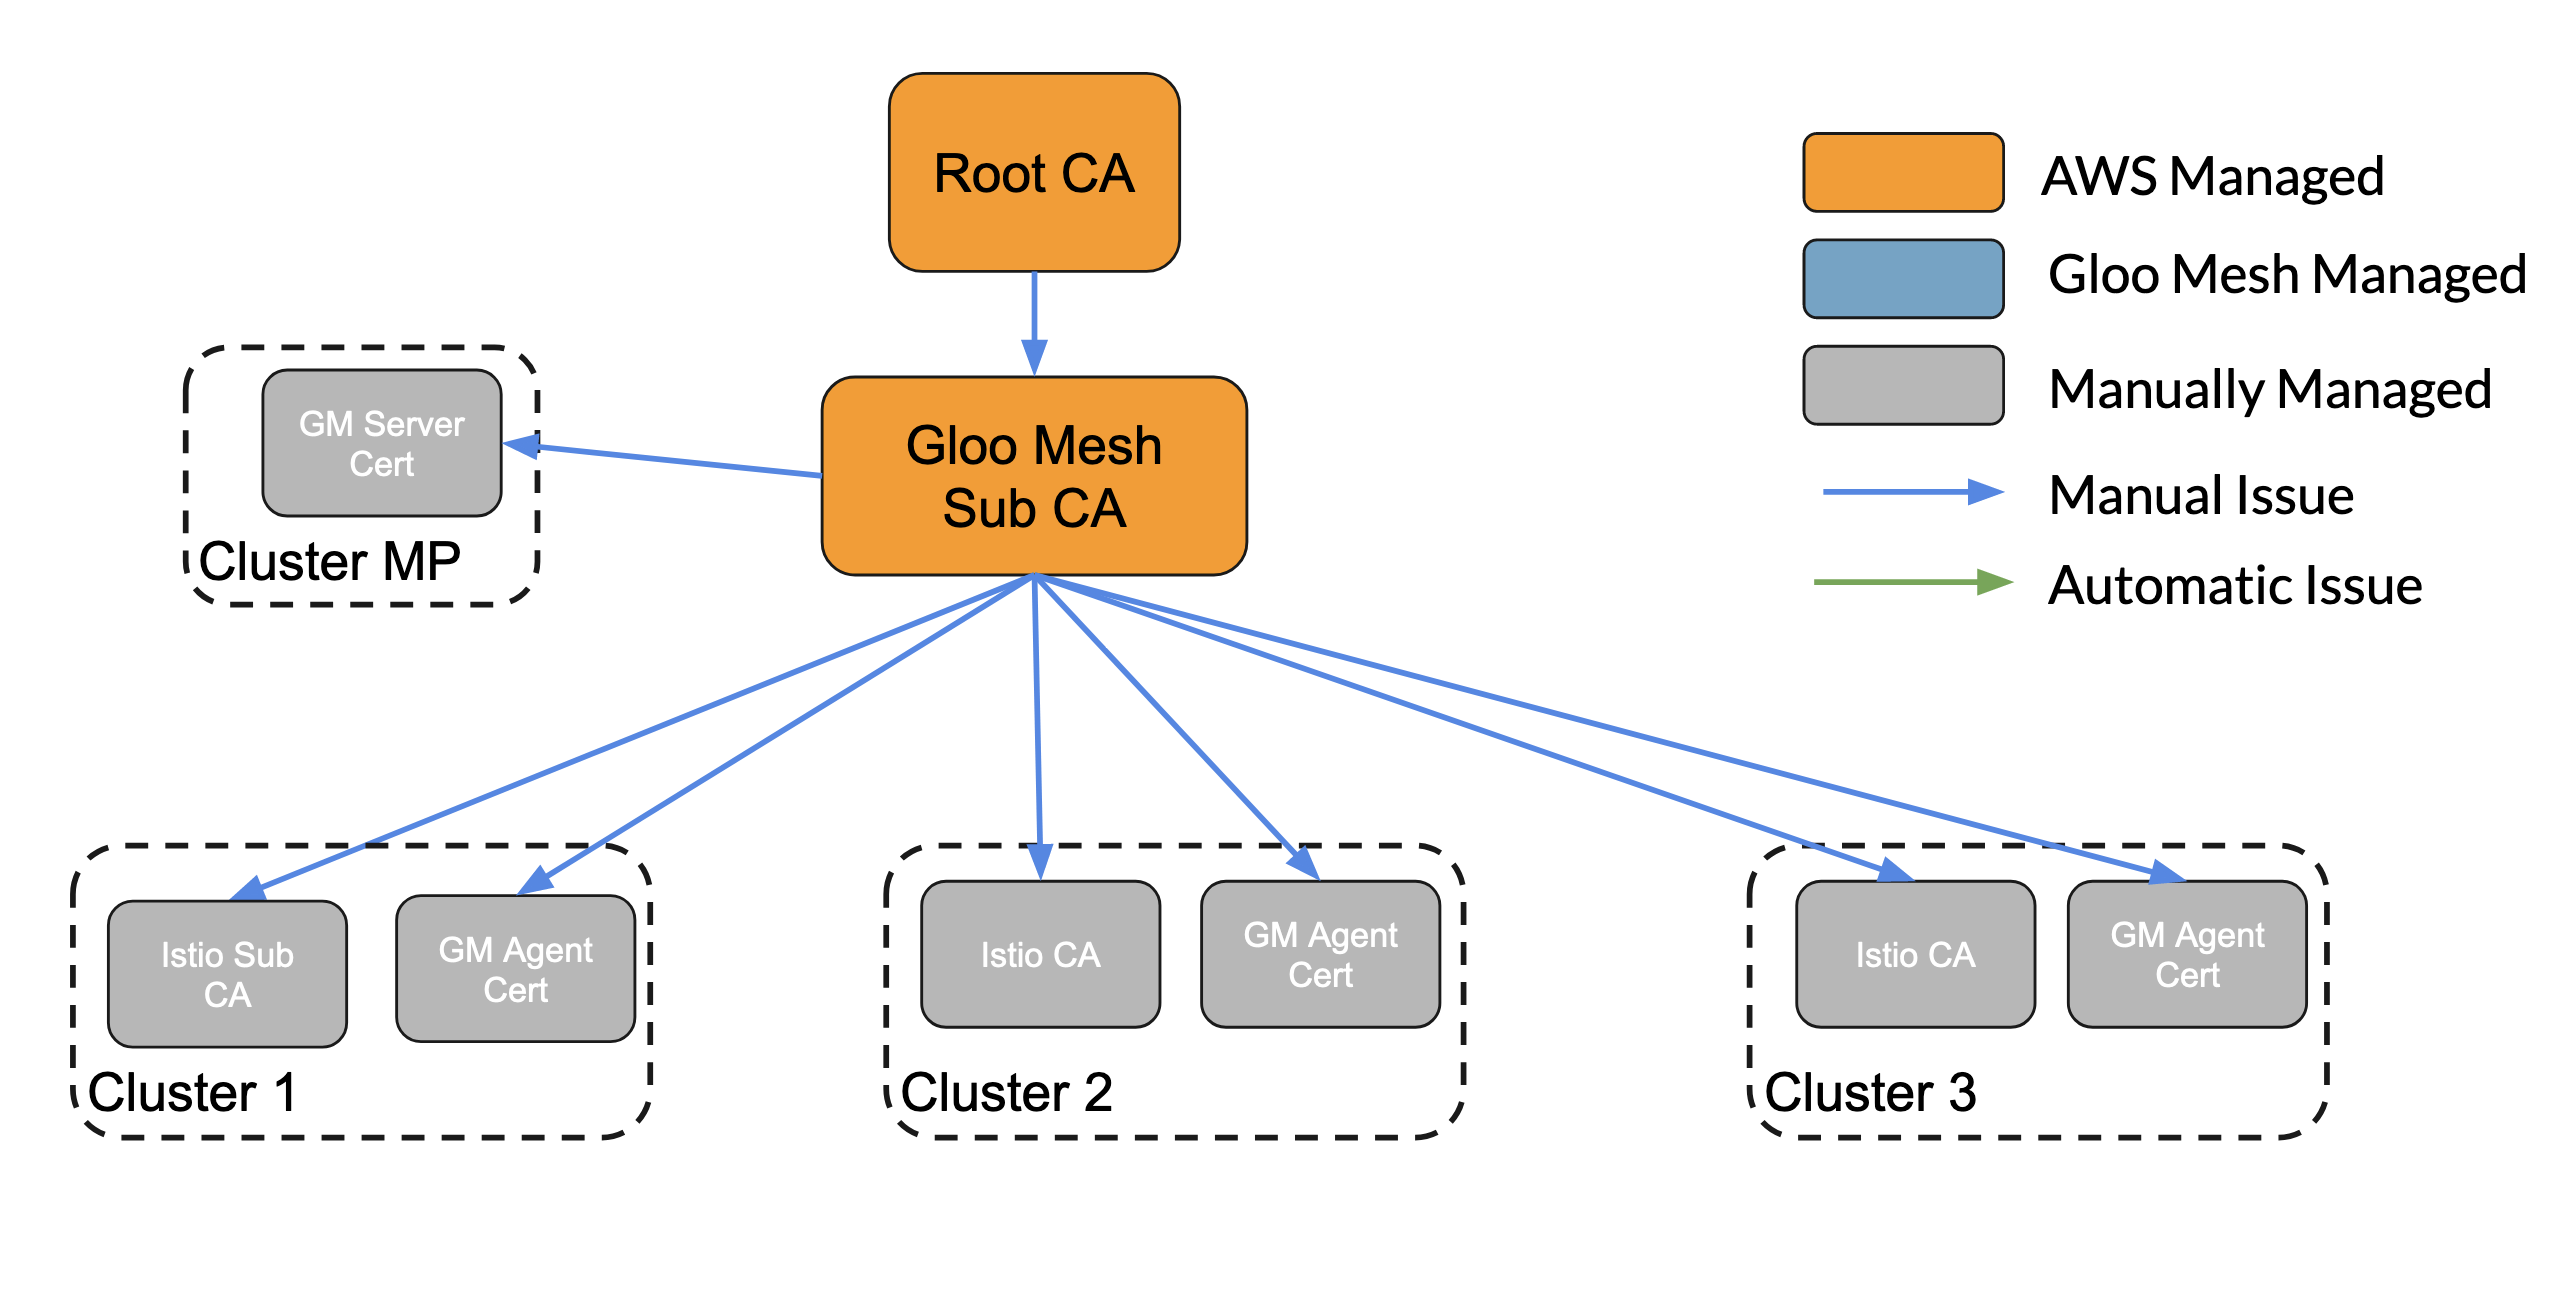 Root CA
AWS Managed
Gloo Mesh Managed
Manually Managed
Manual Issue
Automatic Issue
GM Server
Cert
Cluster MP
Gloo Mesh
Sub CA
Istio Sub
CA
GM Agent
Cert
Cluster 1
Istio CA
GM Agent
Cert
Cluster 2
Istio CA
GM Agent
Cert
Cluster 3